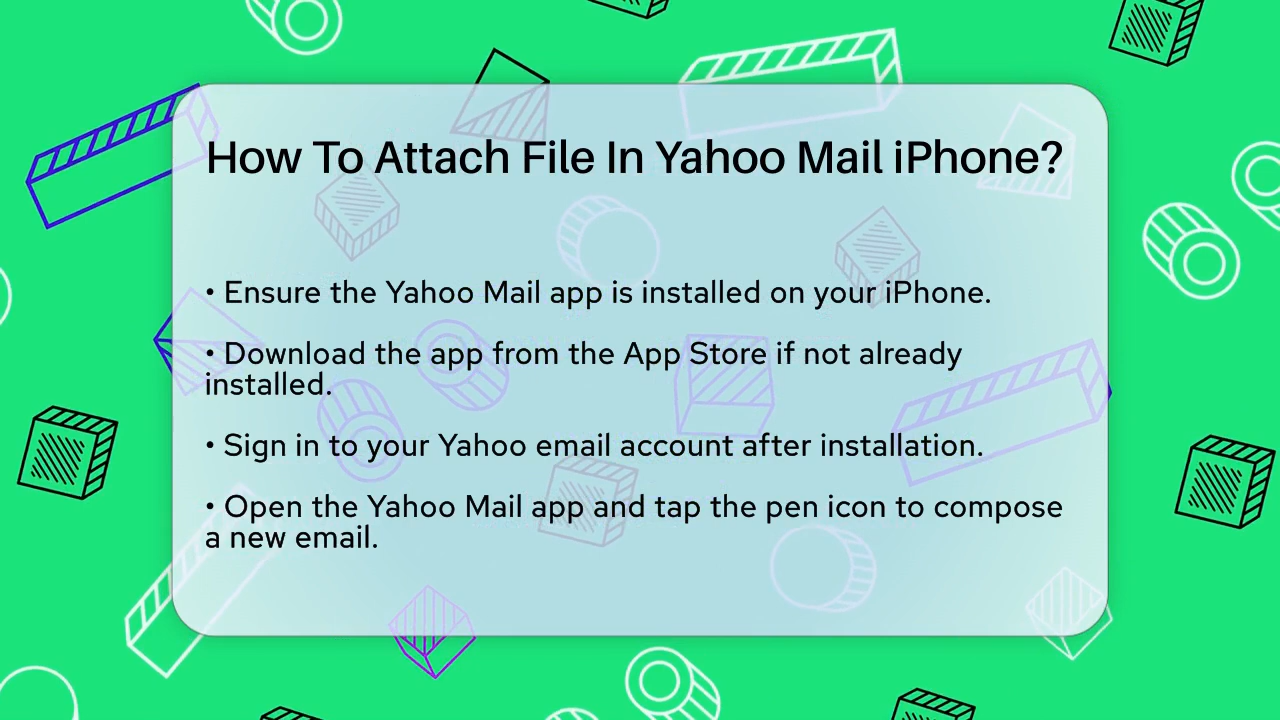 How To Attach File In Yahoo Mail iPhone?
• Ensure the Yahoo Mail app is installed on your iPhone.
• Download the app from the App Store if not already
installed.
• Sign in to your Yahoo email account after installation.
• Open the Yahoo Mail app and tap the pen icon to compose
a new email.